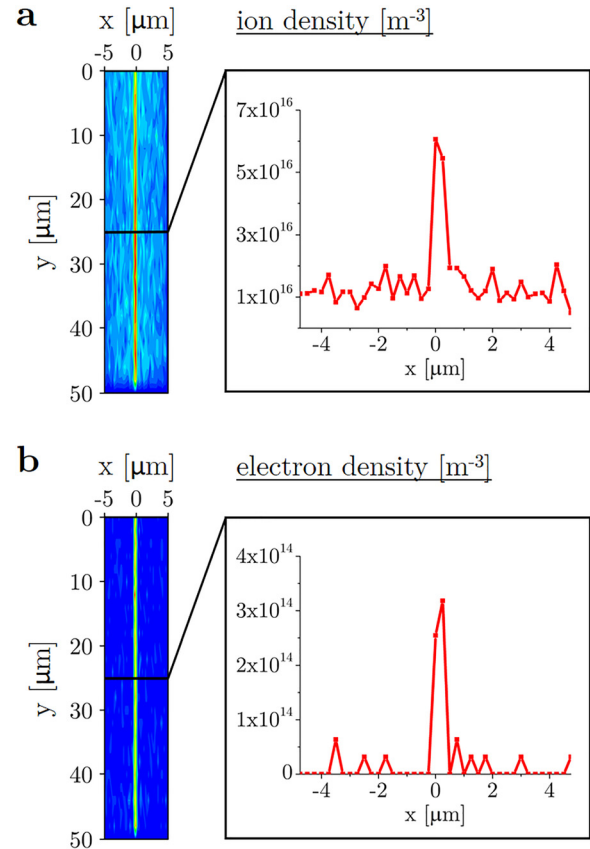 a
x [μm]
-5 0 5
ion density [m-3]
0
10
20
30
40
50
y [μm]
7x10^16
5x10^16
3x10^16
1x10^16
-4 -2 0 2 4
x [μm]
b
x [μm]
-5 0 5
electron density [m-3]
0
10
20
30
40
50
y [μm]
4x10^14
3x10^14
2x10^14
1x10^14
0
-4 -2 0 2 4
x [μm]